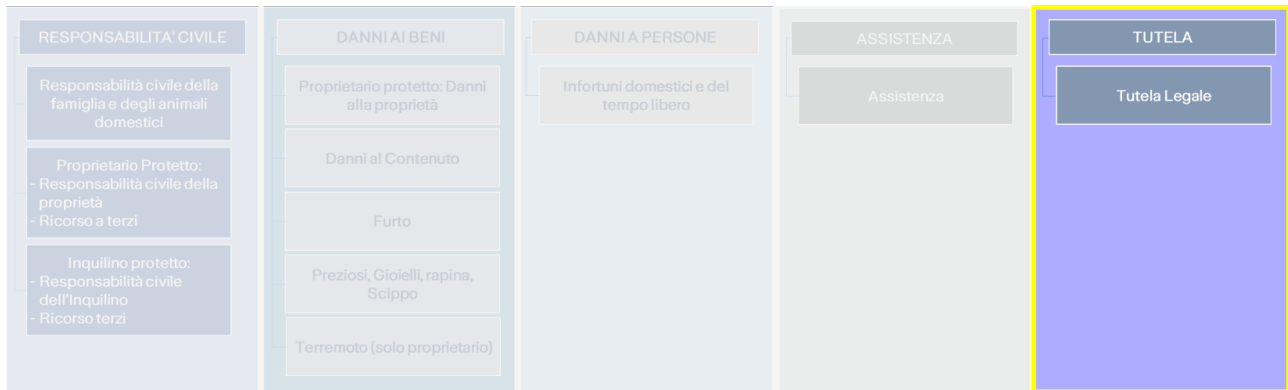 RESPONSABILITA' CIVILE
Responsabilità civile della
famiglia e degli animali
domestici
Proprietario Protetto:
- Responsabilità civile della
proprietà
- Ricorso a terzi
Inquilino protetto:
- Responsabilità civile
dell'Inquilino
- Ricorso terzi
DANNI AI BENI
Proprietario protetto: Danni
alla proprietà
Danni al Contenuto
Furto
Preziosi, Gioielli, rapina,
Scippo
Terremoto (solo proprietario)
DANNI A PERSONE
Infortuni domestici e del
tempo libero
ASSISTENZA
Assistenza
TUTELA
Tutela Legale